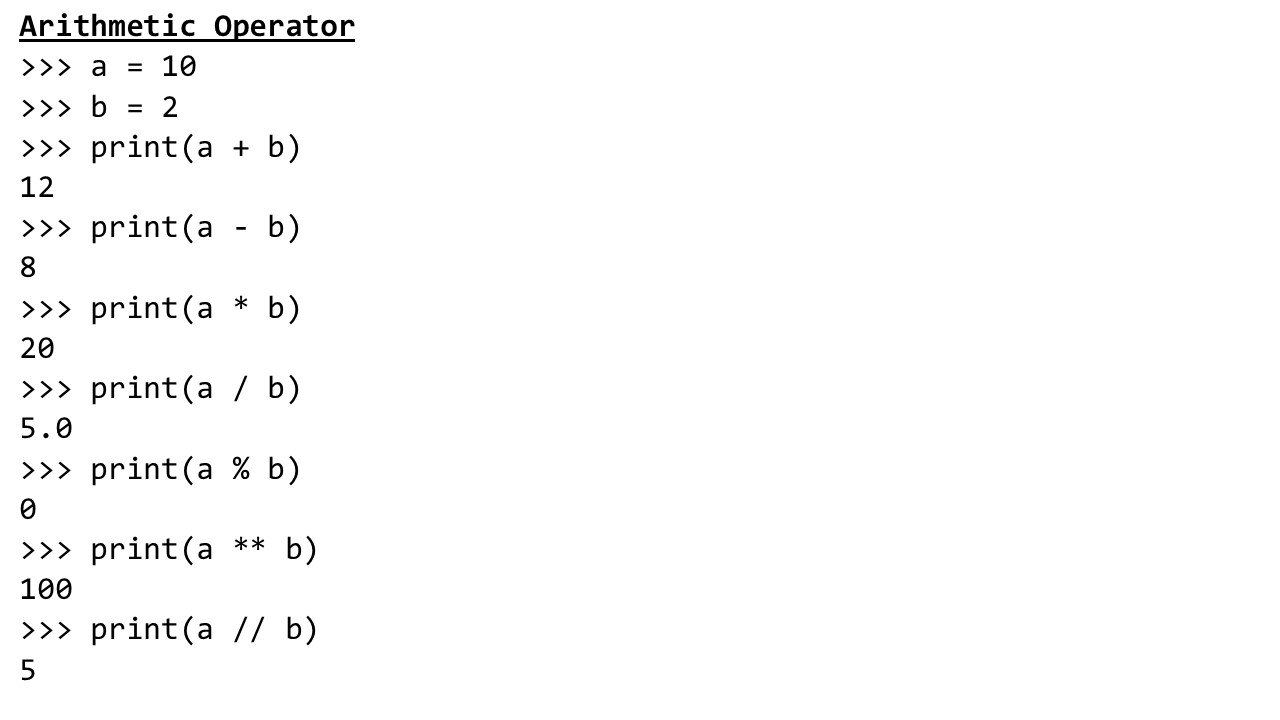 Arithmetic Operator
>>> a = 10
>>> b = 2
>>> print(a + b)
12
>>> print(a - b)
8
>>> print(a * b)
20
>>> print(a / b)
5.0
>>> print(a % b)
0
>>> print(a ** b)
100
>>> print(a // b)
5